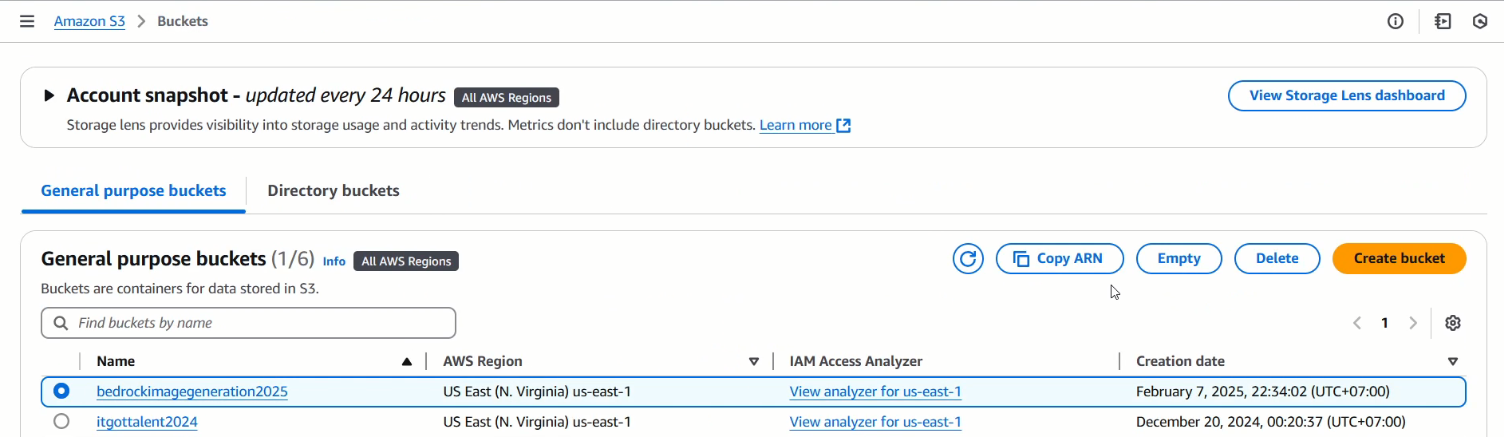 Amazon S3 > Buckets
Account snapshot - updated every 24 hours All AWS Regions View Storage Lens dashboard
Storage lens provides visibility into storage usage and activity trends. Metrics don't include directory buckets. Learn more
General purpose buckets Directory buckets
General purpose buckets (1/6) Info All AWS Regions Copy ARN Empty Delete Create bucket
Buckets are containers for data stored in S3.
Find buckets by name 1
Name AWS Region IAM Access Analyzer Creation date
bedrockimagegeneration2025 US East (N. Virginia) us-east-1 View analyzer for us-east-1 February 7, 2025, 22:34:02 (UTC+07:00)
itgottalent2024 US East (N. Virginia) us-east-1 View analyzer for us-east-1 December 20, 2024, 00:20:37 (UTC+07:00)